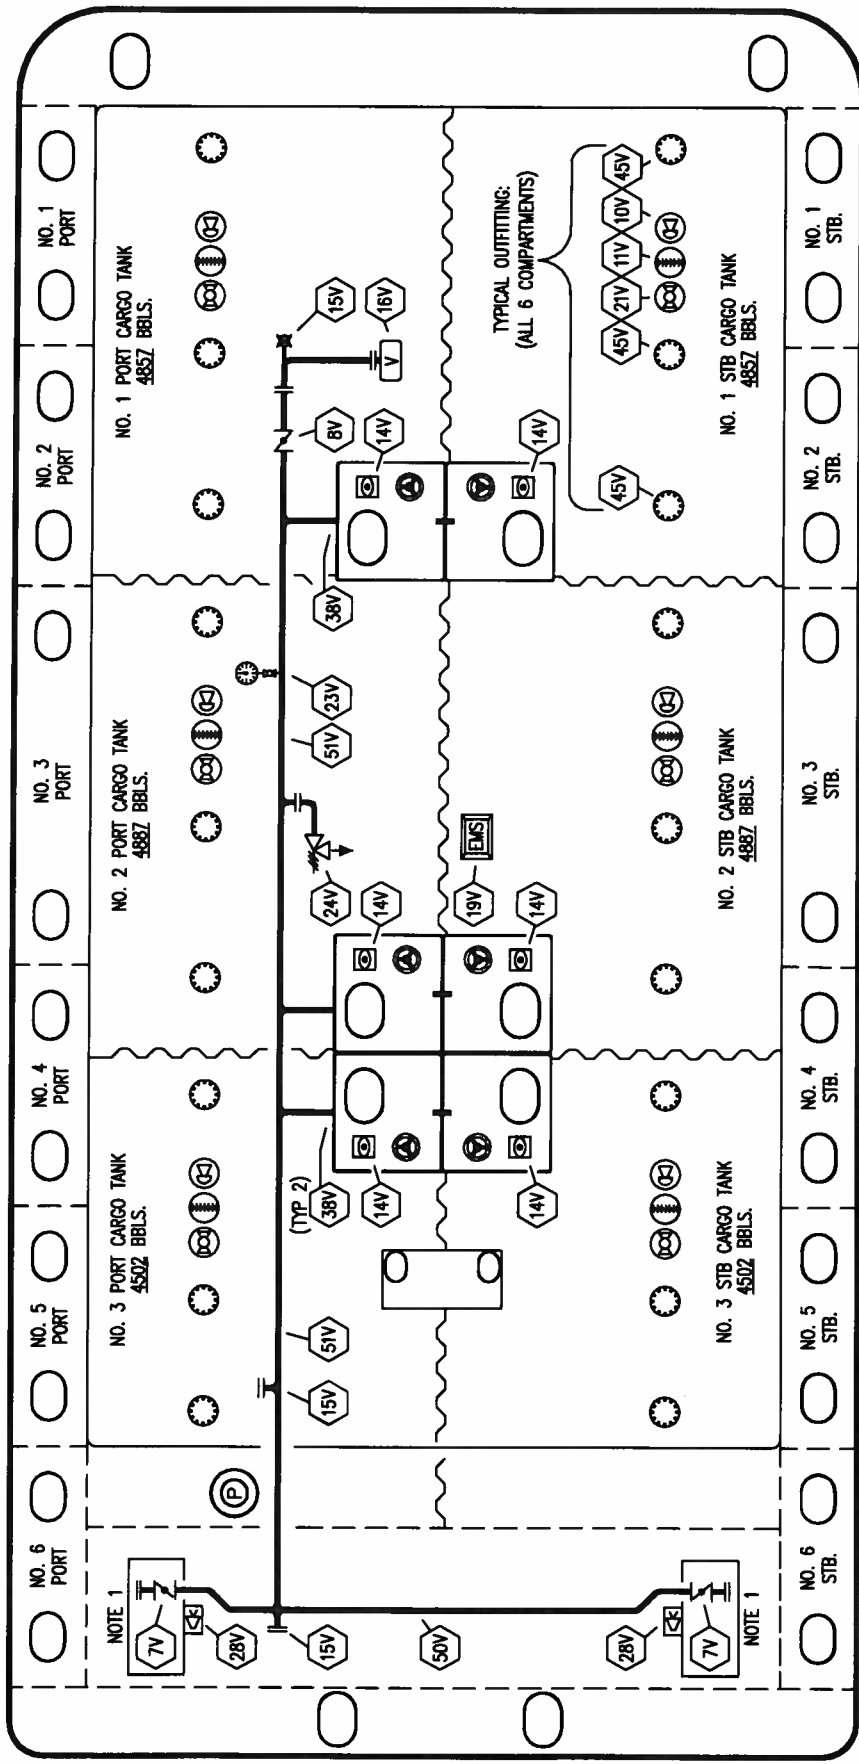 NO. 6
PORT
NO. 5
PORT
NO. 4
PORT
NO. 3
PORT
NO. 2
PORT
NO. 1
PORT
NOTE 1
7V
28V
15V
50V
28V
7V
NOTE 1
P
NO. 3 PORT CARGO TANK
4502 BBLS.
NO. 2 PORT CARGO TANK
4887 BBLS.
NO. 1 PORT CARGO TANK
4857 BBLS.
15V
51V
(TYP 2)
38V
14V
14V
24V
51V
23V
38V
8V
14V
15V
16V
V
14V
19V
EMS
14V
14V
TYPICAL OUTFITTING:
(ALL 6 COMPARTMENTS)
45V
45V
21V
11V
10V
45V
NO. 3 STB CARGO TANK
4502 BBLS.
NO. 2 STB CARGO TANK
4887 BBLS.
NO. 1 STB CARGO TANK
4857 BBLS.
NO. 6
STB.
NO. 5
STB.
NO. 4
STB.
NO. 3
STB.
NO. 2
STB.
NO. 1
STB.